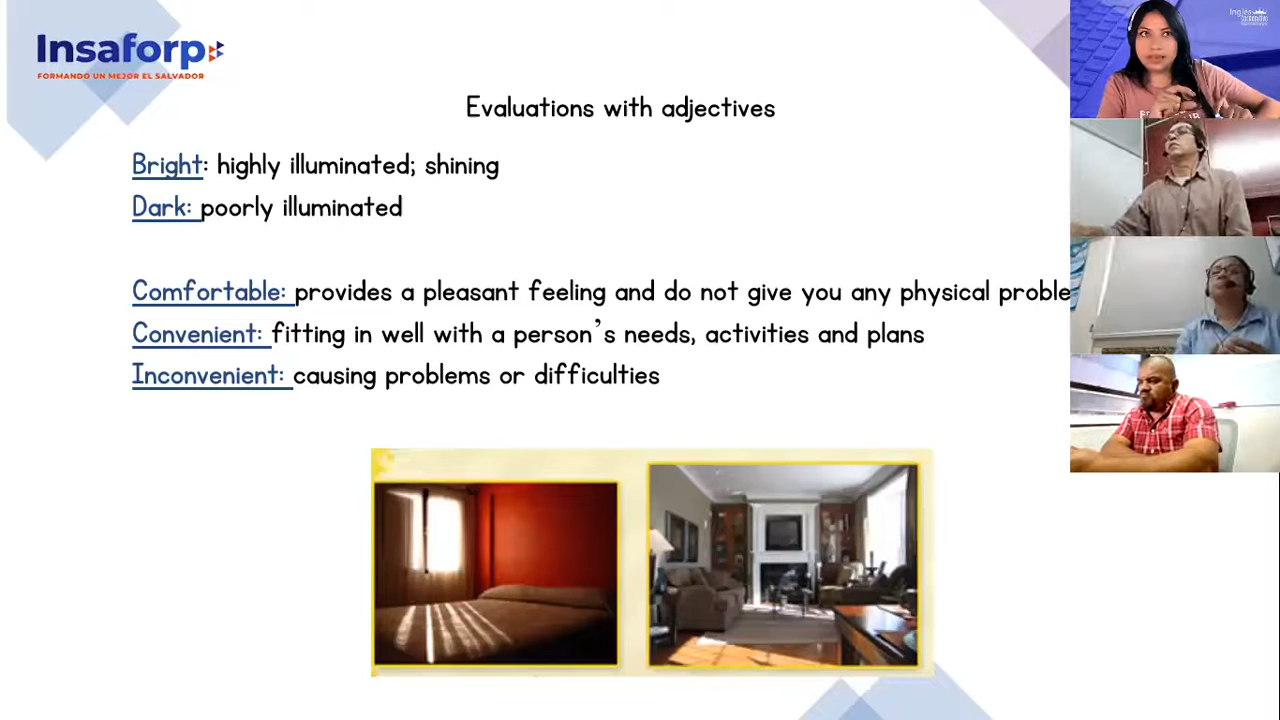 Insaforp
FORMANDO UN MEJOR EL SALVADOR
Evaluations with adjectives
Bright: highly illuminated; shining
Dark: poorly illuminated
Comfortable: provides a pleasant feeling and do not give you any physical proble
Convenient: fitting in well with a person's needs, activities and plans
Inconvenient: causing problems or difficulties
Inglés